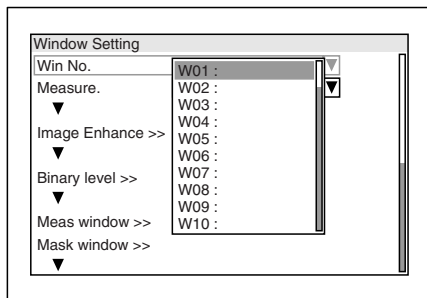 Window Setting
Win No.
W01 :
Measure.
W02 :
W03 :
Image Enhance >>
W04 :
W05 :
W06 :
Binary level >>
W07 :
W08 :
Meas window >>
W09 :
W10 :
Mask window >>